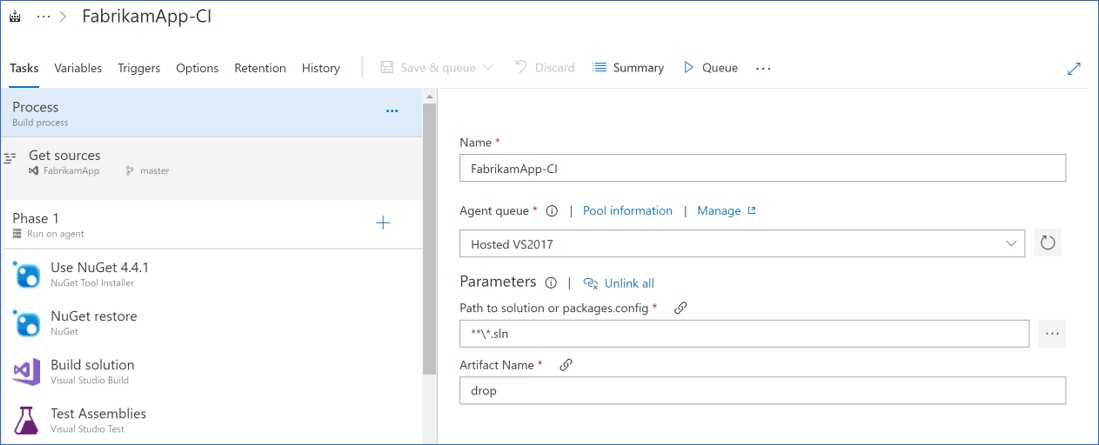 ··· > FabrikamApp-CI
Tasks Variables Triggers Options Retention History Save & queue Discard Summary Queue ···
Process ···
Build process
Get sources
FabrikamApp master
Phase 1 +
Run on agent
Use NuGet 4.4.1
NuGet Tool Installer
NuGet restore
NuGet
Build solution
Visual Studio Build
Test Assemblies
Visual Studio Test
Name *
FabrikamApp-CI
Agent queue * | Pool information | Manage
Hosted VS2017
Parameters | Unlink all
Path to solution or packages.config *
**\*.sln ···
Artifact Name *
drop